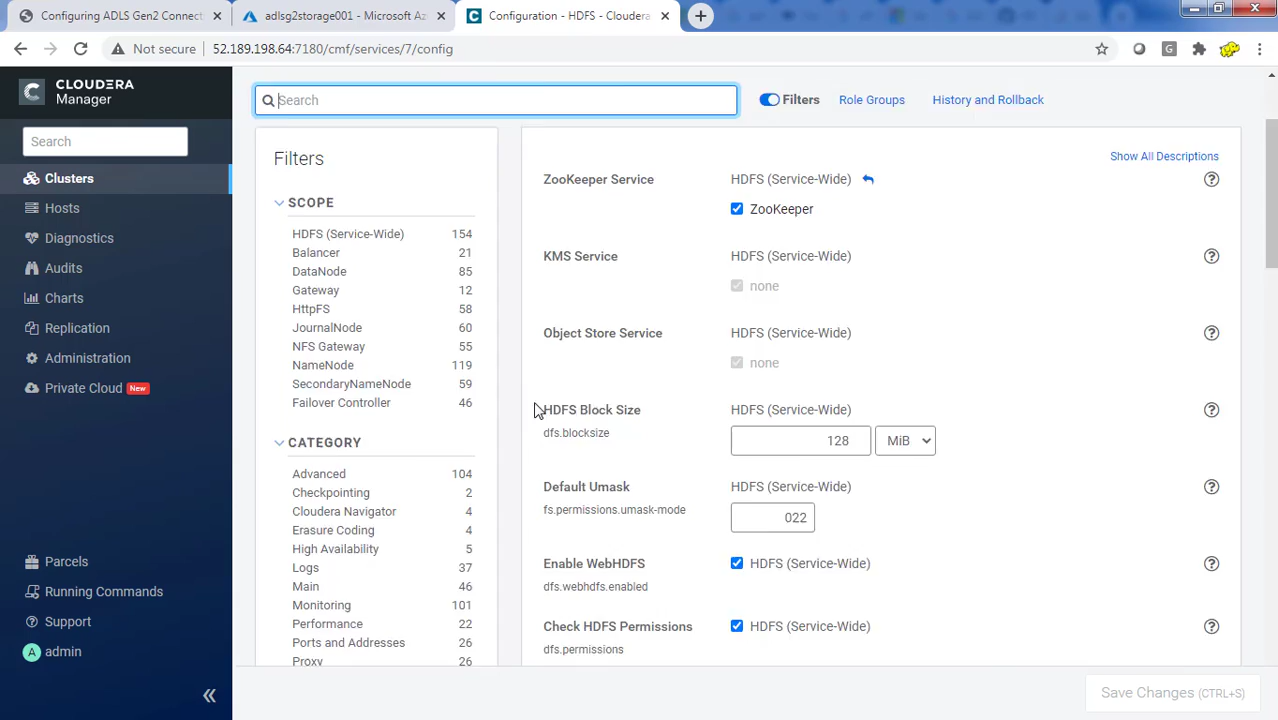 Configuring ADLS Gen2 Connect
adlsg2storage001 - Microsoft Az
Configuration - HDFS - Cloudera
Not secure
52.189.198.64:7180/cmf/services/7/config
CLOUDERA
Manager
Search
Clusters
Hosts
Diagnostics
Audits
Charts
Replication
Administration
Private Cloud New
Parcels
Running Commands
Support
A admin
Search
Filters
Role Groups
History and Rollback
Filters
SCOPE
HDFS (Service-Wide) 154
Balancer 21
DataNode 85
Gateway 12
HttpFS 58
JournalNode 60
NFS Gateway 55
NameNode 119
SecondaryNameNode 59
Failover Controller 46
CATEGORY
Advanced 104
Checkpointing 2
Cloudera Navigator 4
Erasure Coding 4
High Availability 5
Logs 37
Main 46
Monitoring 101
Performance 22
Ports and Addresses 26
Proxy 26
Show All Descriptions
ZooKeeper Service HDFS (Service-Wide)
ZooKeeper
KMS Service HDFS (Service-Wide)
none
Object Store Service HDFS (Service-Wide)
none
HDFS Block Size HDFS (Service-Wide)
dfs.blocksize 128 MiB
Default Umask HDFS (Service-Wide)
fs.permissions.umask-mode 022
Enable WebHDFS HDFS (Service-Wide)
dfs.webhdfs.enabled
Check HDFS Permissions HDFS (Service-Wide)
dfs.permissions
Save Changes (CTRL+S)